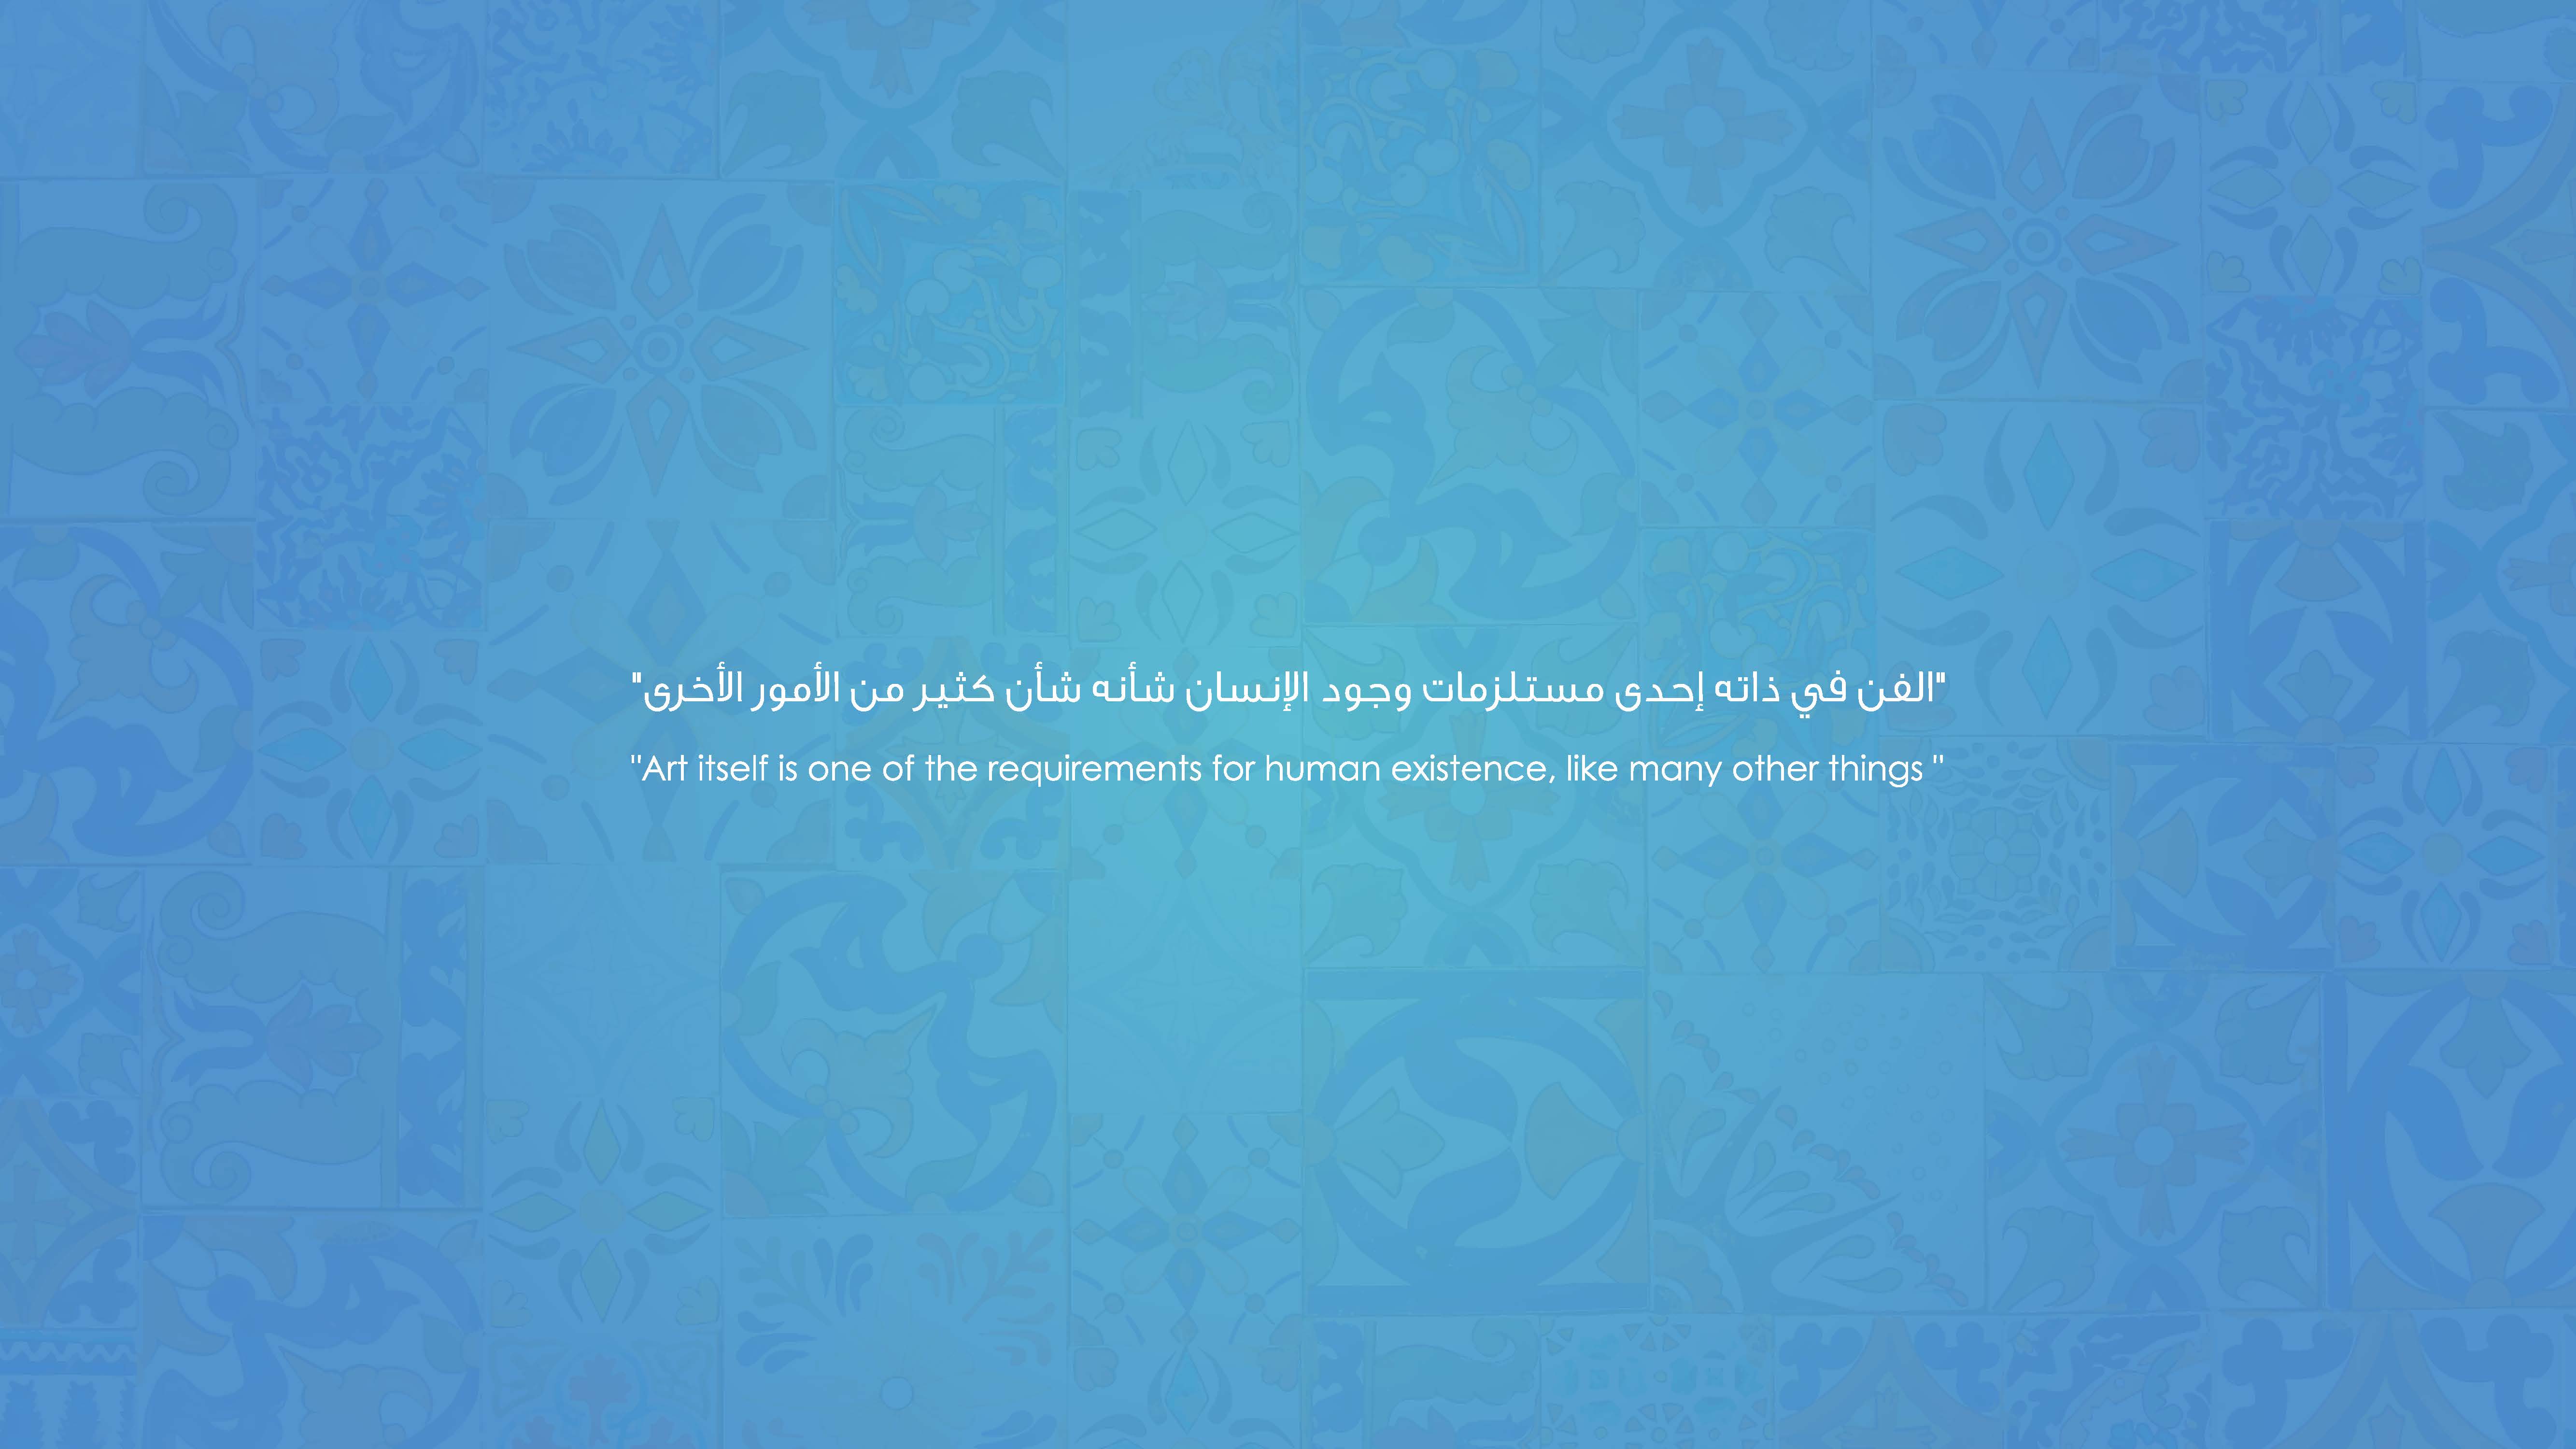 "الفن في ذاته إحدى مستلزمات وجود الإنسان شأنه شأن كثير من الأمور الأخرى"
"Art itself is one of the requirements for human existence, like many other things "